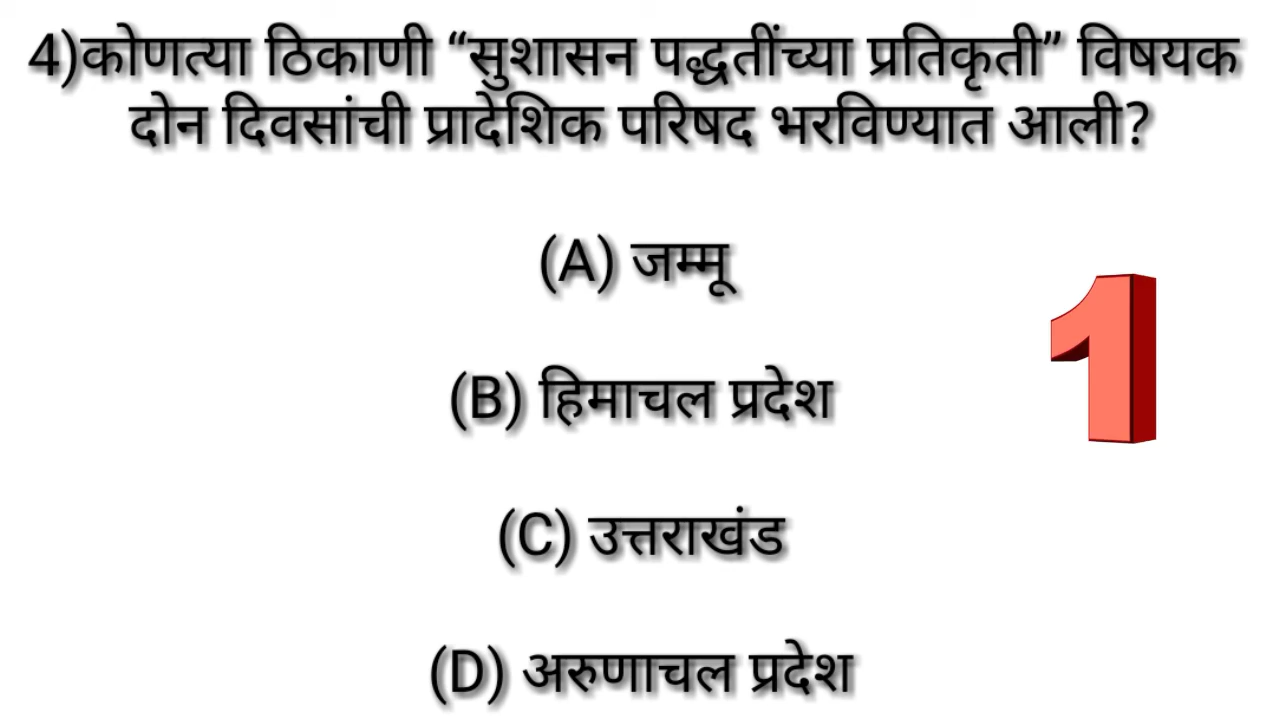 4)कोणत्या ठिकाणी “सुशासन पद्धतींच्या प्रतिकृती” विषयक
दोन दिवसांची प्रादेशिक परिषद भरविण्यात आली?
(A) जम्मू
(B) हिमाचल प्रदेश
1
(C) उत्तराखंड
(D) अरुणाचल प्रदेश